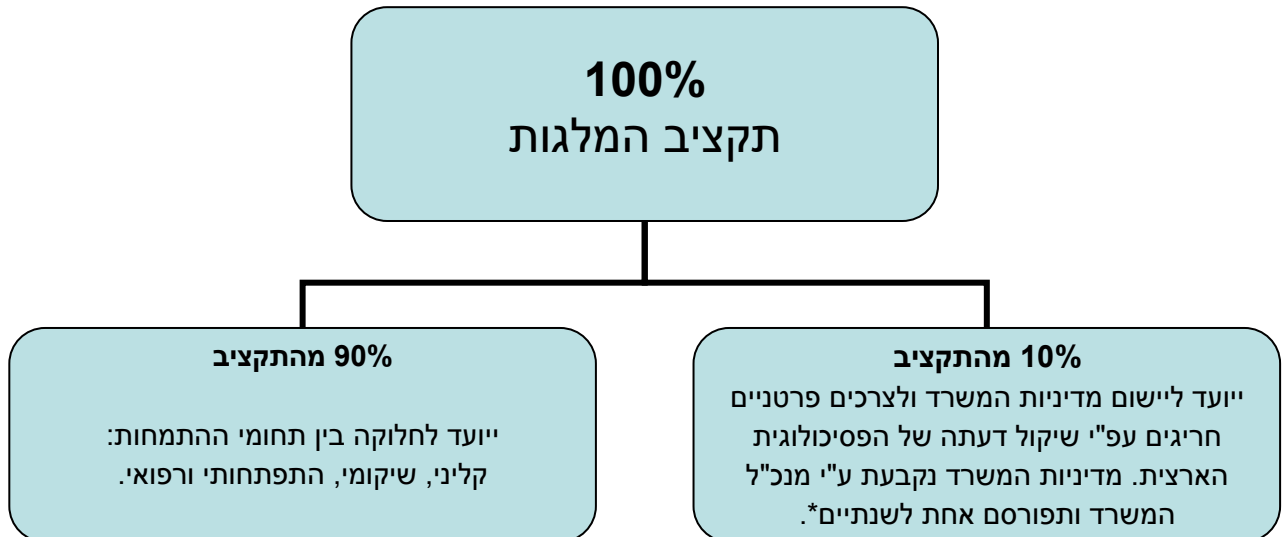 100%
תקציב המלגות
10% מהתקציב
ייועד ליישום מדיניות המשרד ולצרכים פרטניים
חריגים עפ"י שיקול דעתה של הפסיכולוגית
הארצית. מדיניות המשרד נקבעת ע"י מנכ"ל
המשרד ותפורסם אחת לשנתיים*.
90% מהתקציב
ייועד לחלוקה בין תחומי ההתמחות:
קליני, שיקומי, התפתחותי ורפואי.